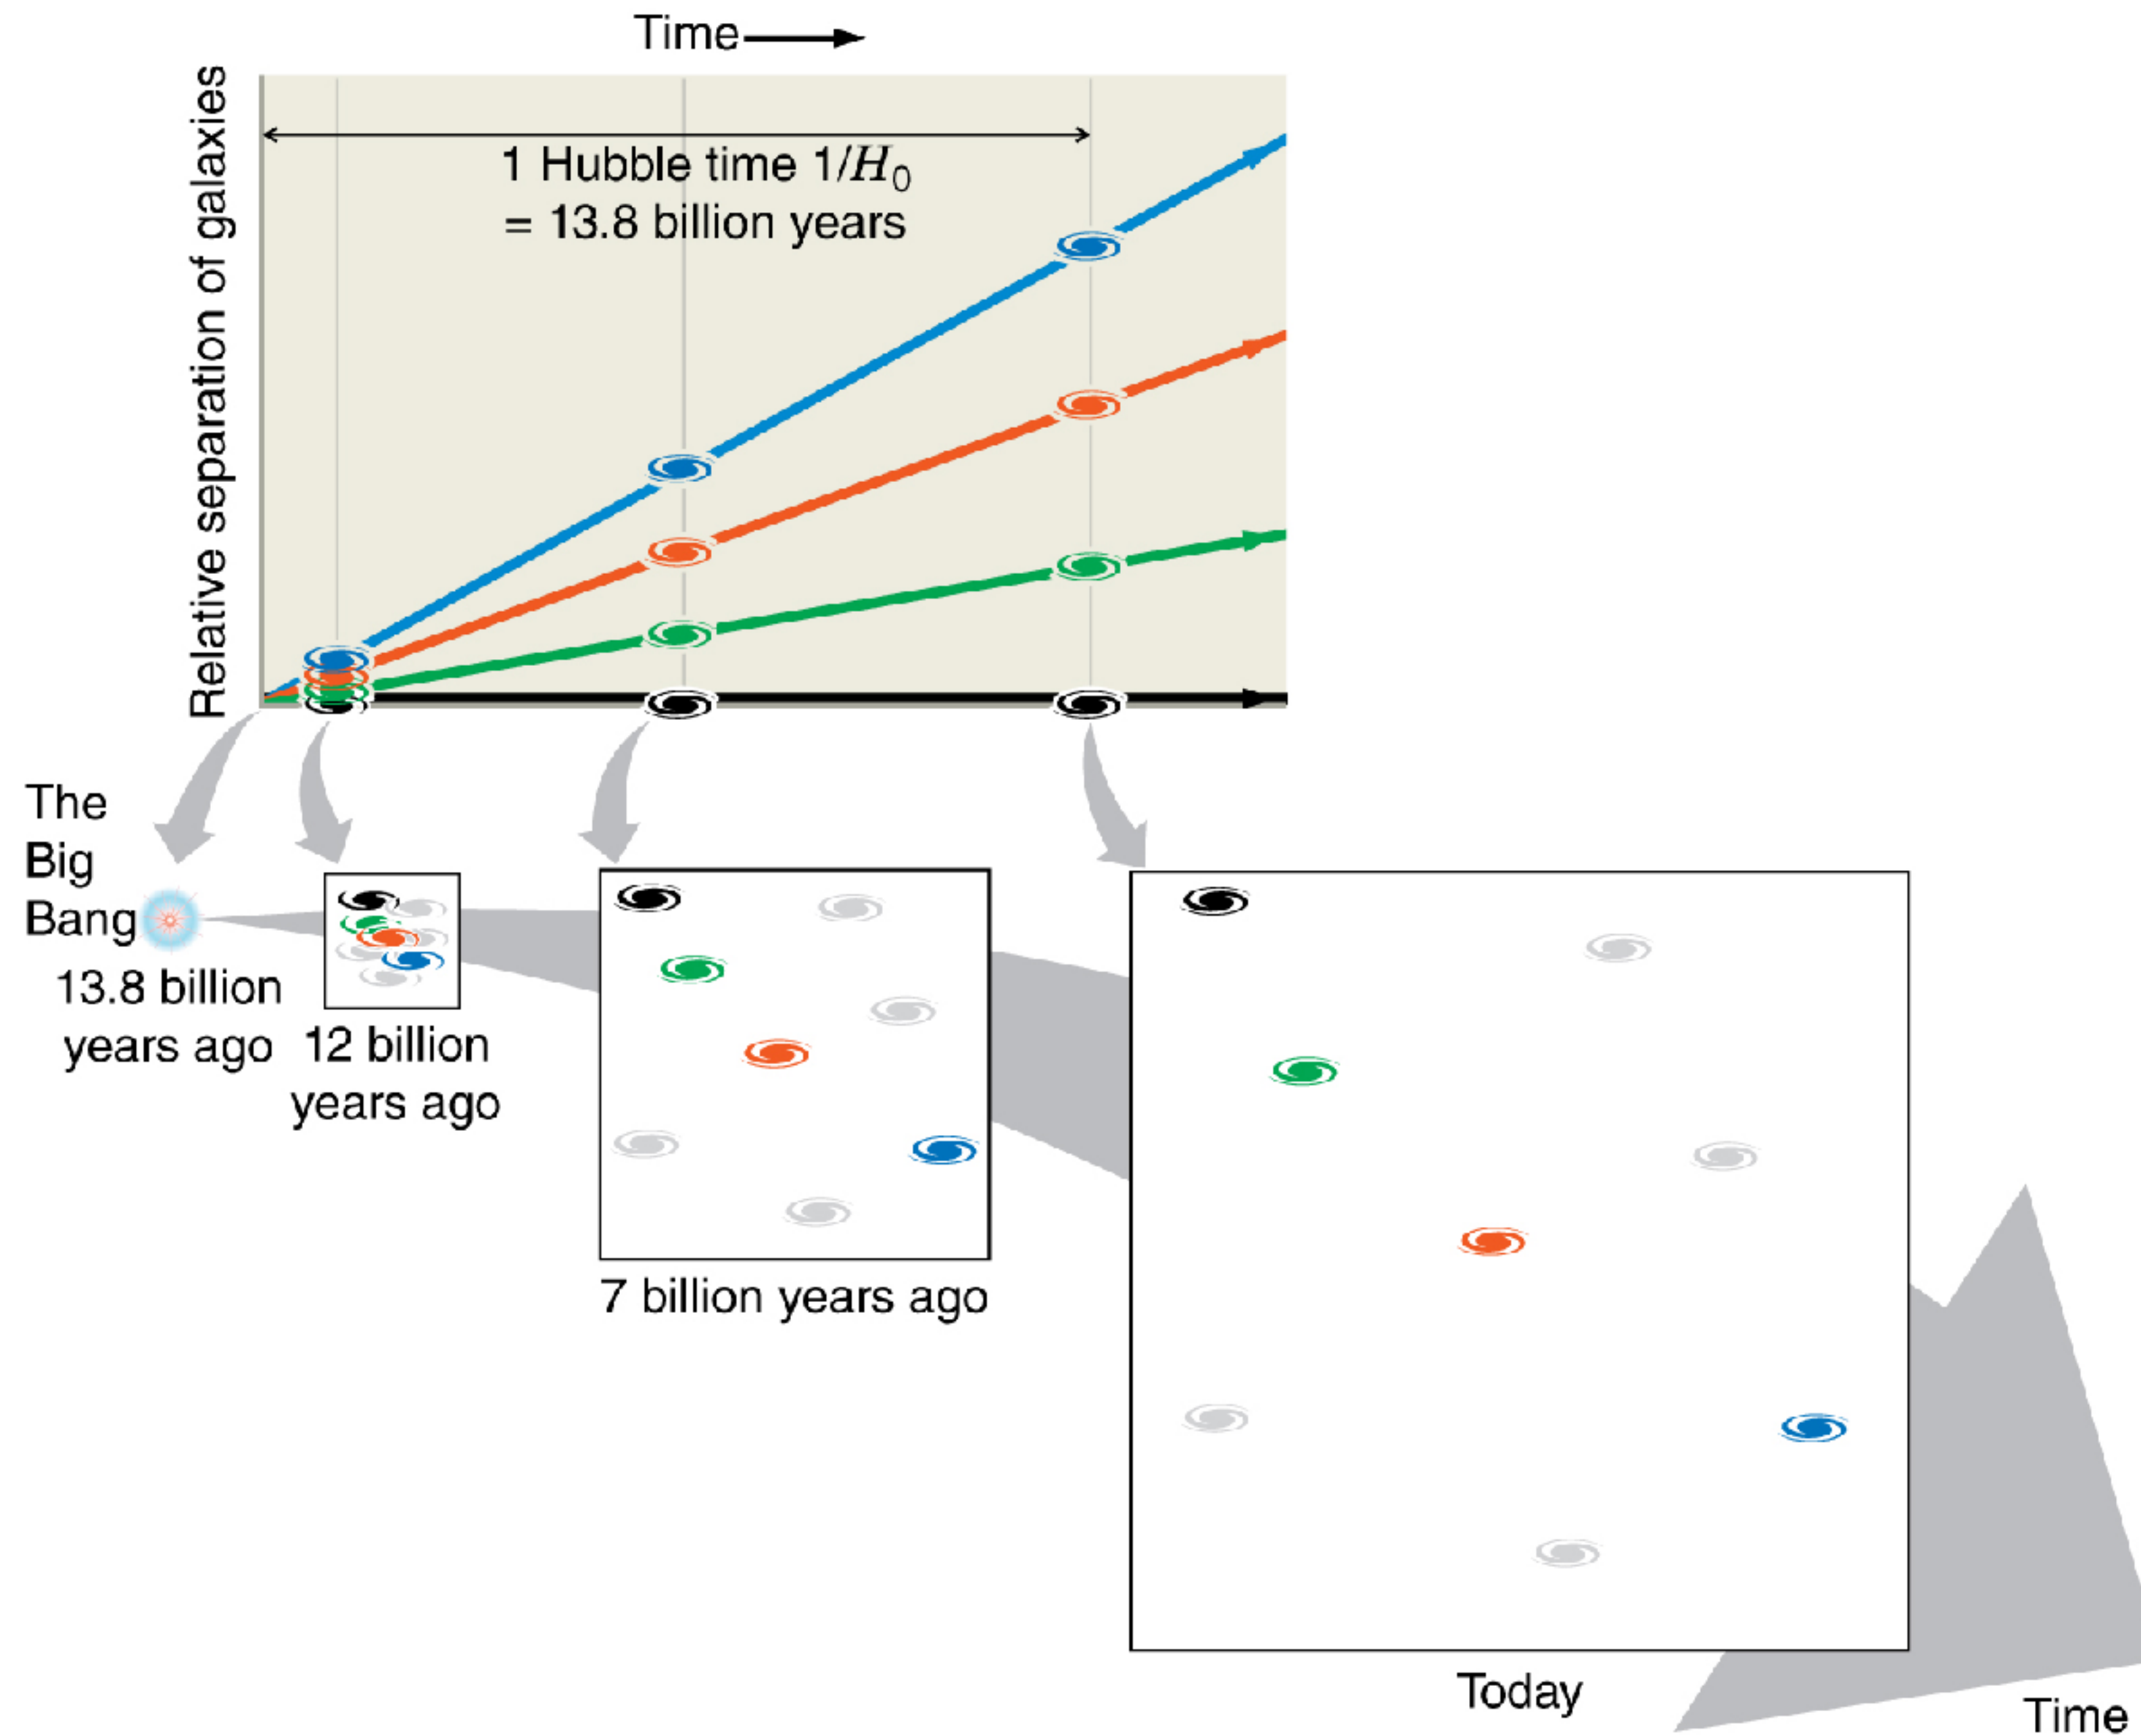 Time
Relative separation of galaxies
1 Hubble time 1/H₀
= 13.8 billion years
The
Big
Bang
13.8 billion
years ago
12 billion
years ago
7 billion years ago
Today
Time